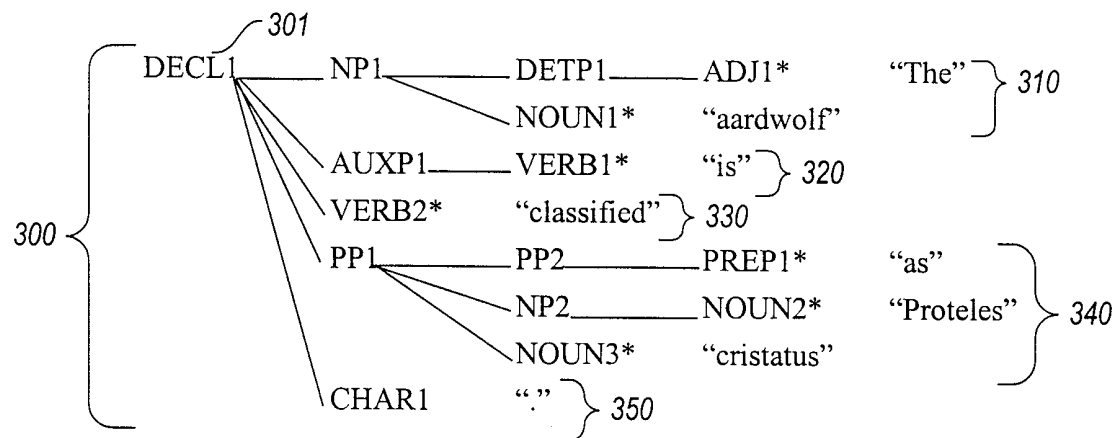 301
DECL1 NP1 DETP1 ADJ1* “The” 310
NOUN1* “aardwolf”
AUXP1 VERB1* “is” 320
VERB2* “classified” 330
300 PP1 PP2 PREP1* “as”
NP2 NOUN2* “Proteles” 340
NOUN3* “cristatus”
CHAR1 “.” 350